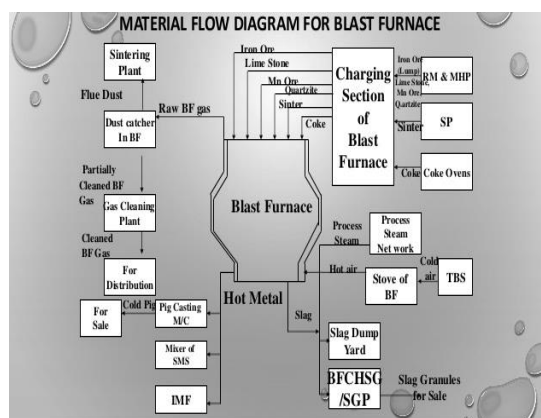 MATERIAL FLOW DIAGRAM FOR BLAST FURNACE
Sintering
Plant
Flue Dust
Dust catcher
In BF
Raw BF gas
Partially
Cleaned BF
Gas
Gas Cleaning
Plant
Cleaned
BF Gas
For
Distribution
For
Sale
Cold Pig
Pig Casting
M/C
Mixer of
SMS
IMF
Iron Ore
Lime Stone
Mn Ore
Quartzite
Sinter
Coke
Charging
Section
of
Blast
Furnace
Iron Ore
(Lump)
Lime Stone,
Mn Ore,
Quartzite
RM & MHP
Sinter
SP
Coke
Coke Ovens
Blast Furnace
Process
Steam
Process
Steam
Net work
Hot air
Stove of
BF
Cold
air
TBS
Hot Metal
Slag
Slag Dump
Yard
BFCHSG
/SGP
Slag Granules
for Sale